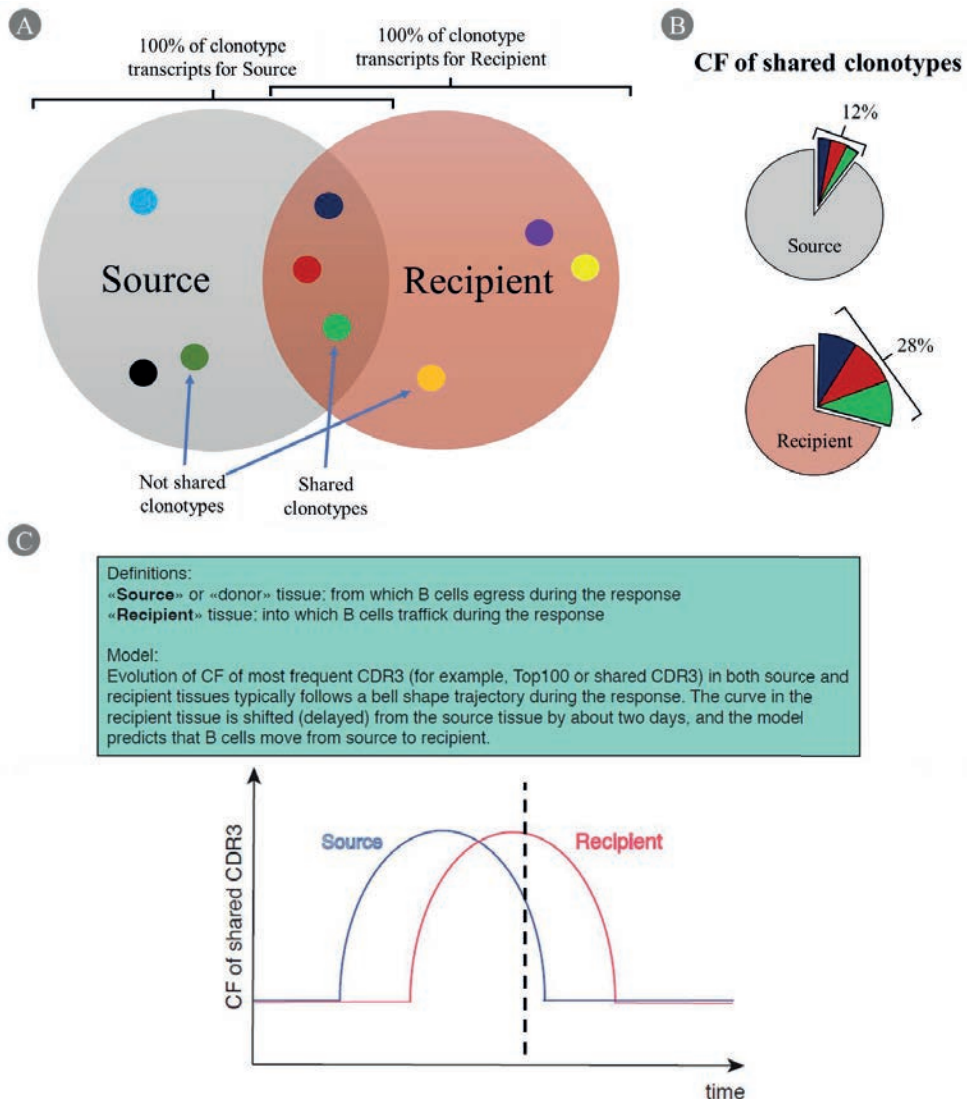 A
100% of clonotype
transcripts for Source
100% of clonotype
transcripts for Recipient
Source
Recipient
Not shared
clonotypes
Shared
clonotypes
B
CF of shared clonotypes
12%
Source
28%
Recipient
C
Definitions:
«Source» or «donor» tissue: from which B cells egress during the response
«Recipient» tissue: into which B cells traffick during the response
Model:
Evolution of CF of most frequent CDR3 (for example, Top100 or shared CDR3) in both source and
recipient tissues typically follows a bell shape trajectory during the response. The curve in the
recipient tissue is shifted (delayed) from the source tissue by about two days, and the model
predicts that B cells move from source to recipient.
CF of shared CDR3
Source
Recipient
time